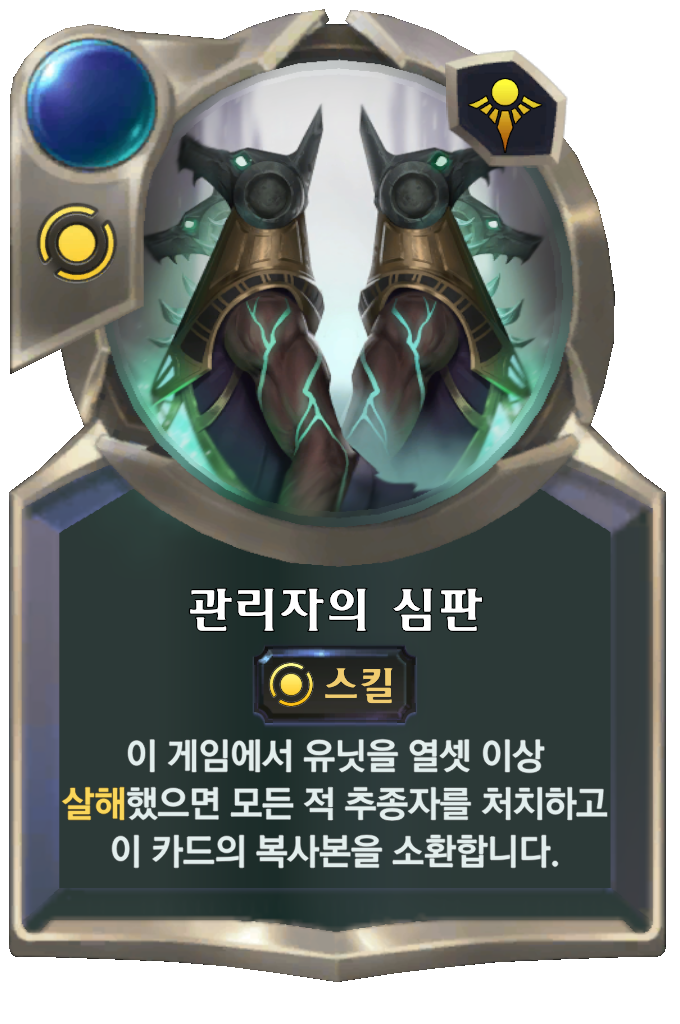 관리자의 심판
스킬
이 게임에서 유닛을 열셋 이상
살해했으면 모든 적 추종자를 처치하고
이 카드의 복사본을 소환합니다.